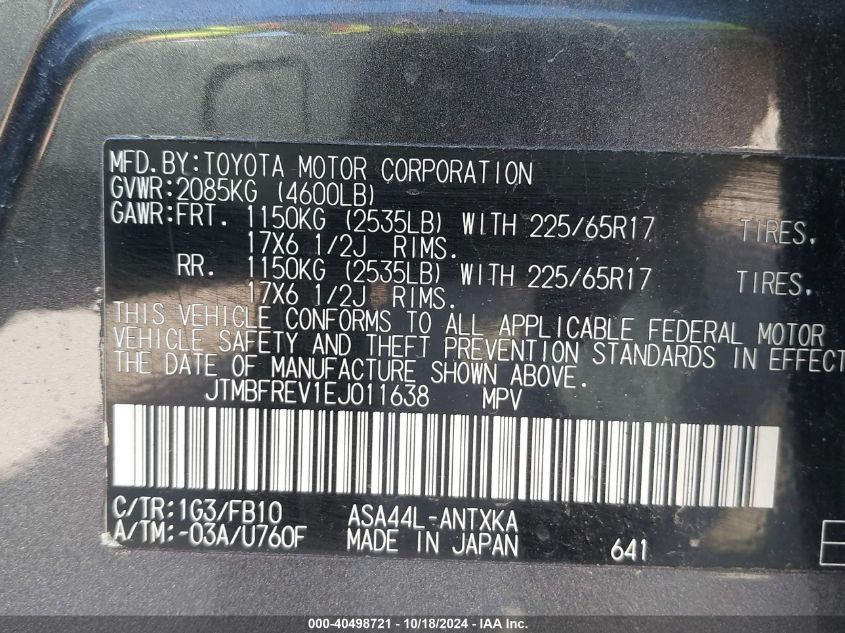 MFD.BY:TOYOTA MOTOR CORPORATION
GVWR:2085KG (4600LB)
GAWR:FRT. 1150KG (2535LB) WITH 225/65R17 TIRES.
17X6 1/2J RIMS.
RR. 1150KG (2535LB) WITH 225/65R17 TIRES.
17X6 1/2J RIMS.
THIS VEHICLE CONFORMS TO ALL APPLICABLE FEDERAL MOTOR
VEHICLE SAFETY AND THEFT PREVENTION STANDARDS IN EFFECT
THE DATE OF MANUFACTURE SHOWN ABOVE.
JTMBFREV1EJ011638 MPV
C/TR:1G3/FB10 ASA44L-ANTXKA
A/TM:-03A/U760F MADE IN JAPAN 641
000-40498721 - 10/18/2024 - IAA Inc.